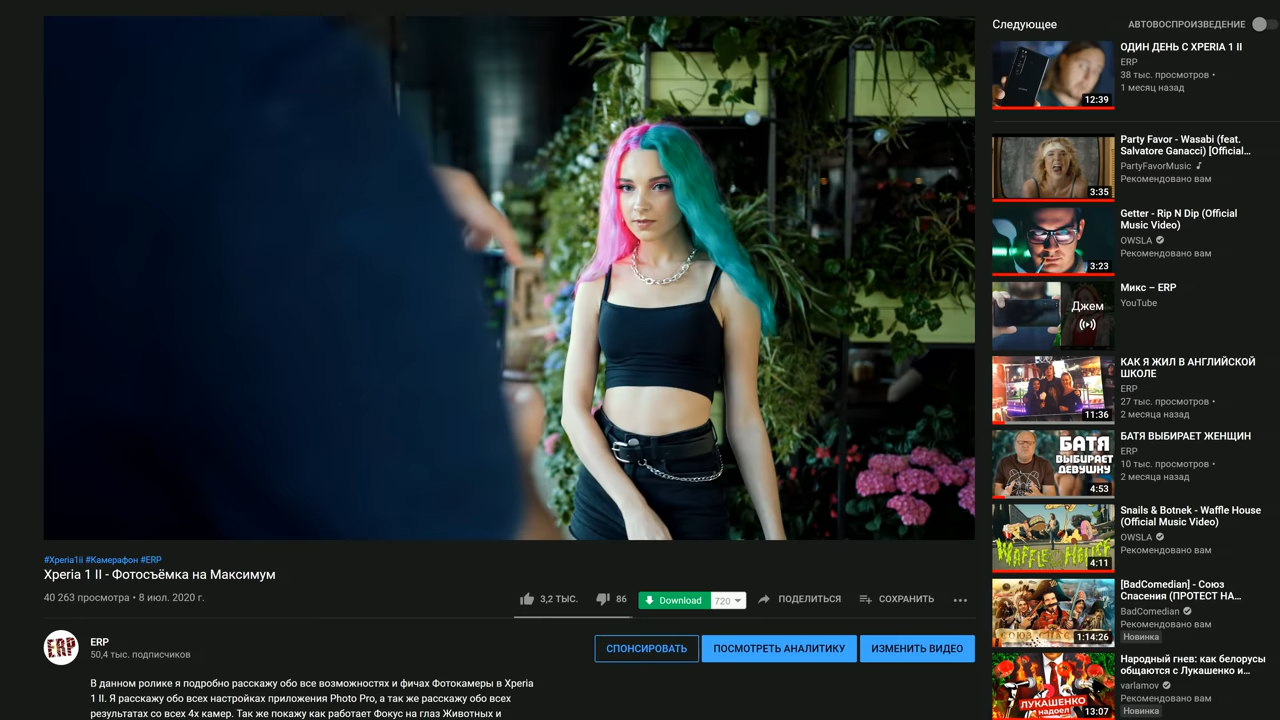 #Xperia1ii #Камерафон #ERP
Xperia 1 II - Фотосъёмка на Максимум
40 263 просмотра • 8 июл. 2020 г.
3,2 ТЫС.
86
Download
720
ПОДЕЛИТЬСЯ
СОХРАНИТЬ
ERP
ERP
50,4 тыс. подписчиков
СПОНСИРОВАТЬ
ПОСМОТРЕТЬ АНАЛИТИКУ
ИЗМЕНИТЬ ВИДЕО
В данном ролике я подробно расскажу обо все возможностях и фичах Фотокамеры в Xperia
1 II. Я расскажу обо всех настройках приложения Photo Pro, а так же расскажу обо всех
результатах со всех 4х камер. Так же покажу как работает Фокус на глаз Животных и
Следующее
АВТОВОСПРОИЗВЕДЕНИЕ
12:39
ОДИН ДЕНЬ С XPERIA 1 II
ERP
38 тыс. просмотров •
1 месяц назад
3:35
Party Favor - Wasabi (feat.
Salvatore Ganacci) [Official...
PartyFavorMusic
Рекомендовано вам
3:23
Getter - Rip N Dip (Official
Music Video)
OWSLA
Рекомендовано вам
Джем
Микс – ERP
YouTube
11:36
КАК Я ЖИЛ В АНГЛИЙСКОЙ
ШКОЛЕ
ERP
27 тыс. просмотров •
2 месяца назад
БАТЯ
ВЫБИРАЕТ
ДЕВУШКУ
4:53
БАТЯ ВЫБИРАЕТ ЖЕНЩИН
ERP
10 тыс. просмотров •
2 месяца назад
WAFFLE HOUSE
4:11
Snails & Botnek - Waffle House
(Official Music Video)
OWSLA
Рекомендовано вам
1:14:26
[BadComedian] - Союз
Спасения (ПРОТЕСТ НА...
BadComedian
Рекомендовано вам
Новинка
ЛУКАШЕНКО
надоел
13:07
Народный гнев: как белорусы
общаются с Лукашенко и...
varlamov
Рекомендовано вам
Новинка